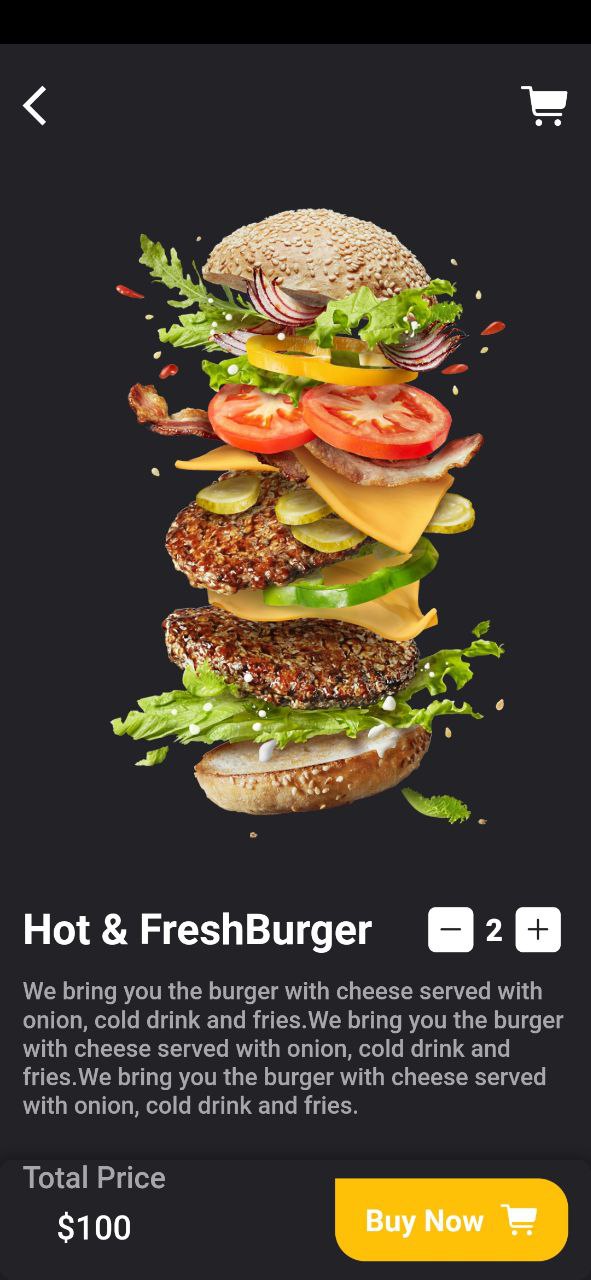 Hot & FreshBurger
2
We bring you the burger with cheese served with
onion, cold drink and fries.We bring you the burger
with cheese served with onion, cold drink and
fries.We bring you the burger with cheese served
with onion, cold drink and fries.
Total Price
$100
Buy Now